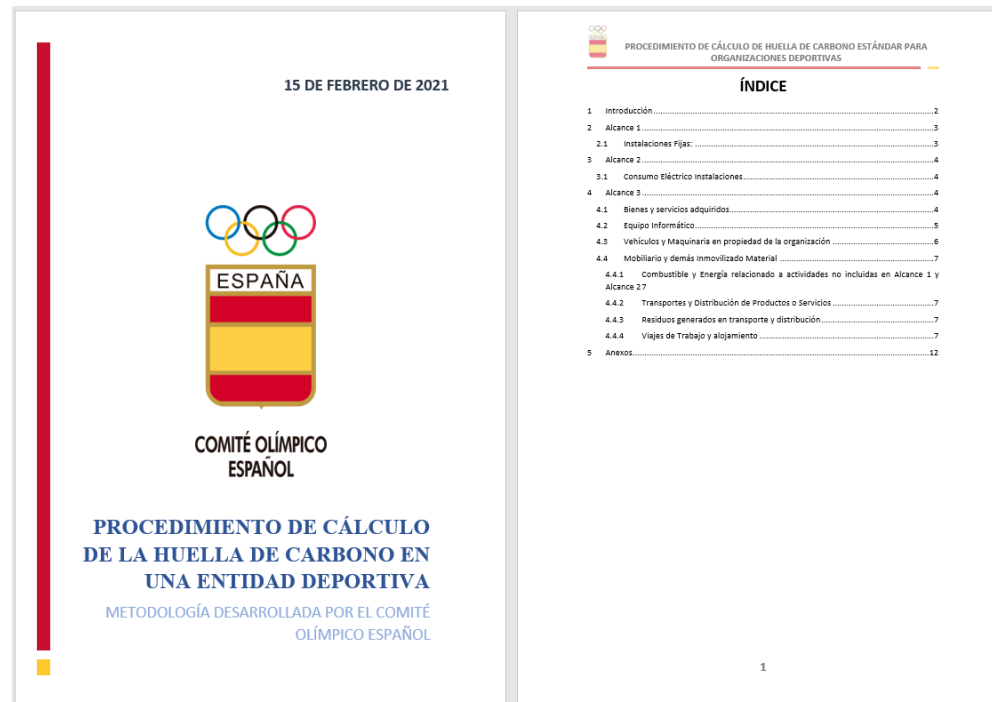 15 DE FEBRERO DE 2021
ESPAÑA
COMITÉ OLÍMPICO
ESPAÑOL
PROCEDIMIENTO DE CÁLCULO
DE LA HUELLA DE CARBONO EN
UNA ENTIDAD DEPORTIVA
METODOLOGÍA DESARROLLADA POR EL COMITÉ
OLÍMPICO ESPAÑOL
ESPAÑA
PROCEDIMIENTO DE CÁLCULO DE HUELLA DE CARBONO ESTÁNDAR PARA
ORGANIZACIONES DEPORTIVAS
ÍNDICE
1 Introducción 2
2 Alcance 1 3
2.1 Instalaciones Fijas: 3
3 Alcance 2 4
3.1 Consumo Eléctrico Instalaciones 4
4 Alcance 3 4
4.1 Bienes y servicios adquiridos 4
4.2 Equipo Informático 5
4.3 Vehículos y Maquinaria en propiedad de la organización 6
4.4 Mobiliario y demás Inmovilizado Material 7
4.4.1 Combustible y Energía relacionado a actividades no incluidas en Alcance 1 y
Alcance 27
4.4.2 Transportes y Distribución de Productos o Servicios 7
4.4.3 Residuos generados en transporte y distribución 7
4.4.4 Viajes de Trabajo y alojamiento 7
5 Anexos 12
1